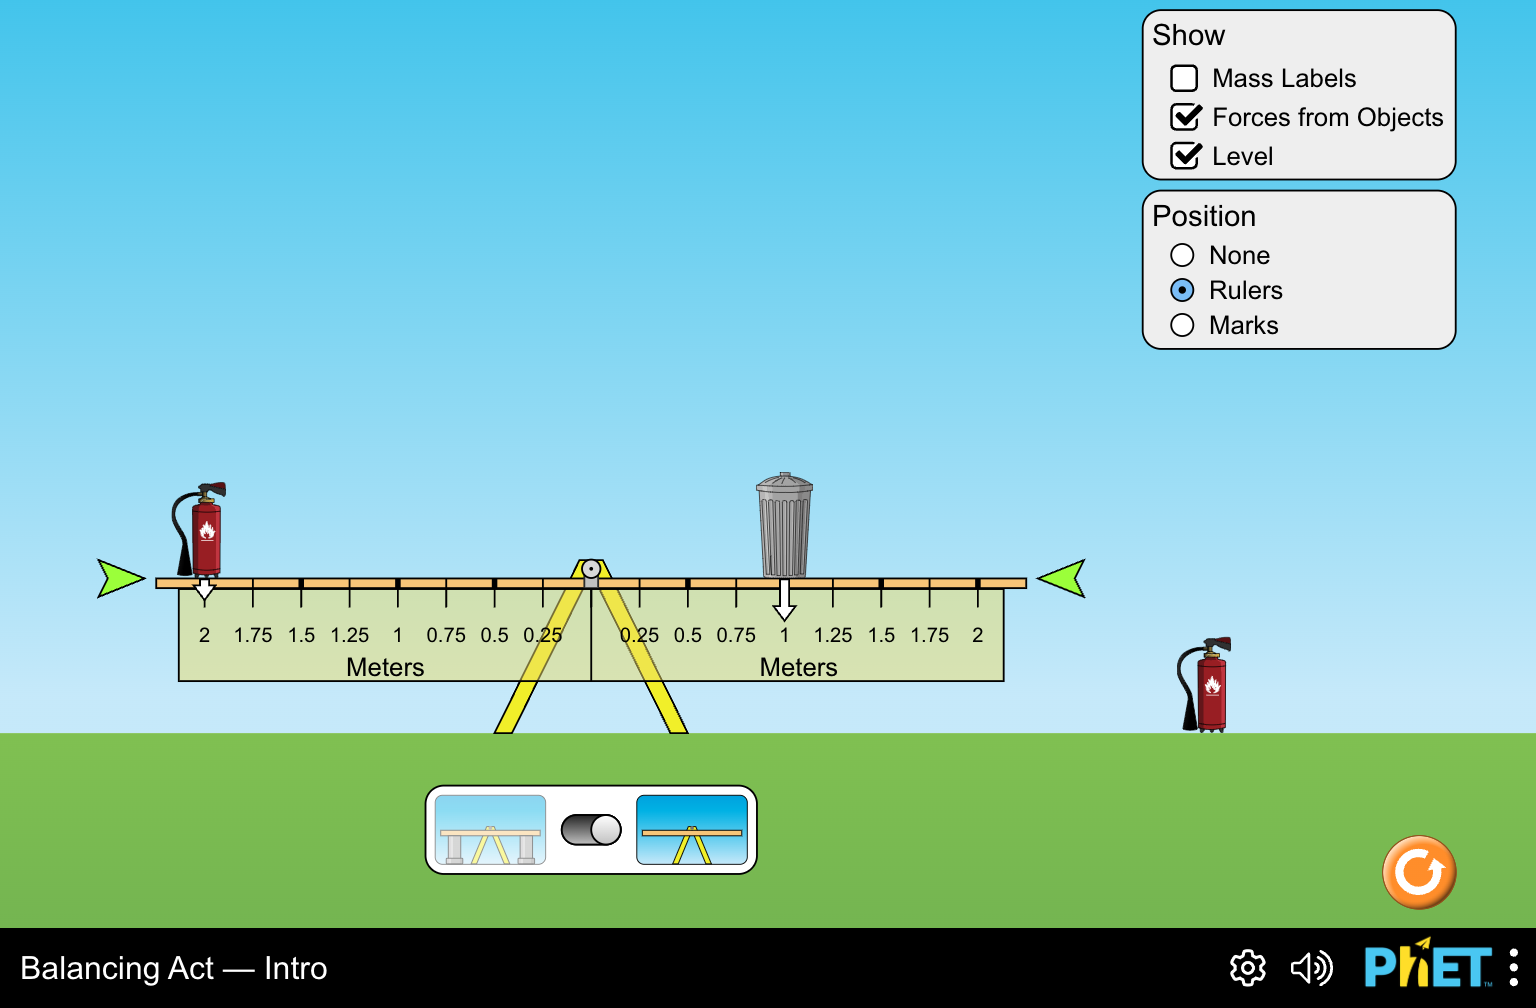 Show
Mass Labels
Forces from Objects
Level
Position
None
Rulers
Marks
2 1.75 1.5 1.25 1 0.75 0.5 0.25 0.25 0.5 0.75 1 1.25 1.5 1.75 2
Meters Meters
Balancing Act — Intro
PhET™